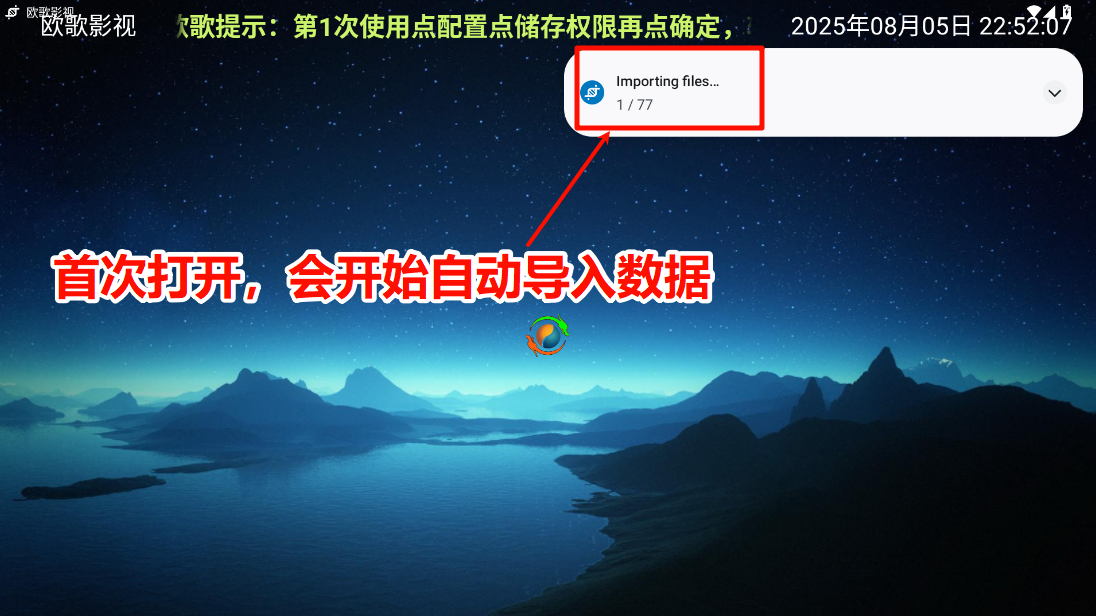 欧歌影视
欧歌影视
欧歌提示：第1次使用点配置点储存权限再点确定，
2025年08月05日 22:52:07
Importing files...
1 / 77
首次打开，会开始自动导入数据